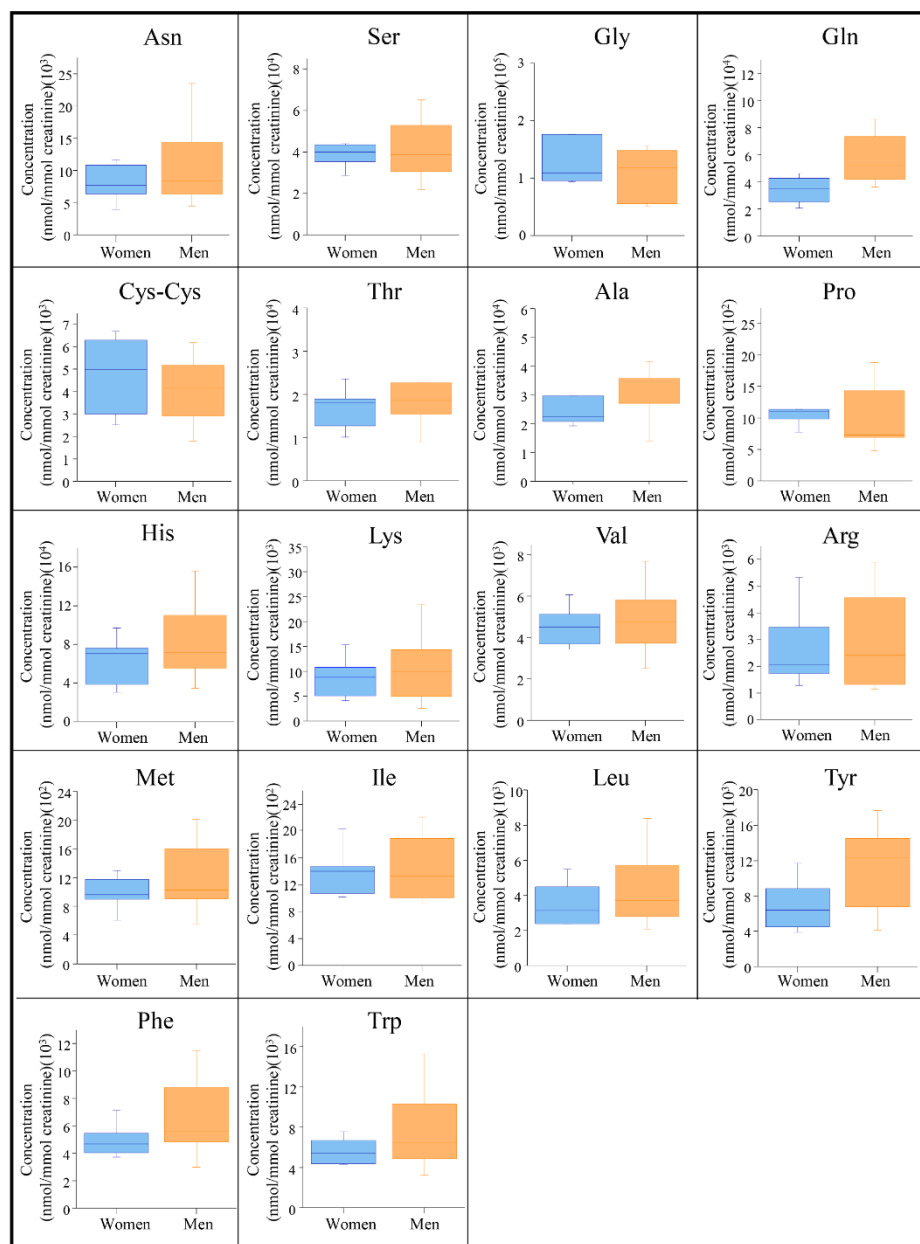 Asn
Concentration
(nmol/mmol creatinine)(10³)
25
20
15
10
5
0
Women Men
Ser
Concentration
(nmol/mmol creatinine)(10⁴)
8
6
4
2
0
Women Men
Gly
Concentration
(nmol/mmol creatinine)(10⁵)
3
2
1
0
Women Men
Gln
Concentration
(nmol/mmol creatinine)(10⁴)
12
10
8
6
4
2
0
Women Men
Cys-Cys
Concentration
(nmol/mmol creatinine)(10³)
7
6
5
4
3
2
1
0
Women Men
Thr
Concentration
(nmol/mmol creatinine)(10⁴)
4
3
2
1
0
Women Men
Ala
Concentration
(nmol/mmol creatinine)(10⁴)
6
5
4
3
2
1
0
Women Men
Pro
Concentration
(nmol/mmol creatinine)(10²)
25
20
15
10
5
0
Women Men
His
Concentration
(nmol/mmol creatinine)(10⁴)
16
12
8
4
0
Women Men
Lys
Concentration
(nmol/mmol creatinine)(10³)
35
30
25
20
15
10
5
0
Women Men
Val
Concentration
(nmol/mmol creatinine)(10³)
8
6
4
2
0
Women Men
Arg
Concentration
(nmol/mmol creatinine)(10³)
6
5
4
3
2
1
0
Women Men
Met
Concentration
(nmol/mmol creatinine)(10²)
24
20
16
12
8
4
0
Women Men
Ile
Concentration
(nmol/mmol creatinine)(10²)
24
20
16
12
8
4
0
Women Men
Leu
Concentration
(nmol/mmol creatinine)(10³)
10
8
6
4
2
0
Women Men
Tyr
Concentration
(nmol/mmol creatinine)(10³)
20
16
12
8
4
0
Women Men
Phe
Concentration
(nmol/mmol creatinine)(10³)
12
10
8
6
4
2
0
Women Men
Trp
Concentration
(nmol/mmol creatinine)(10³)
16
12
8
4
0
Women Men